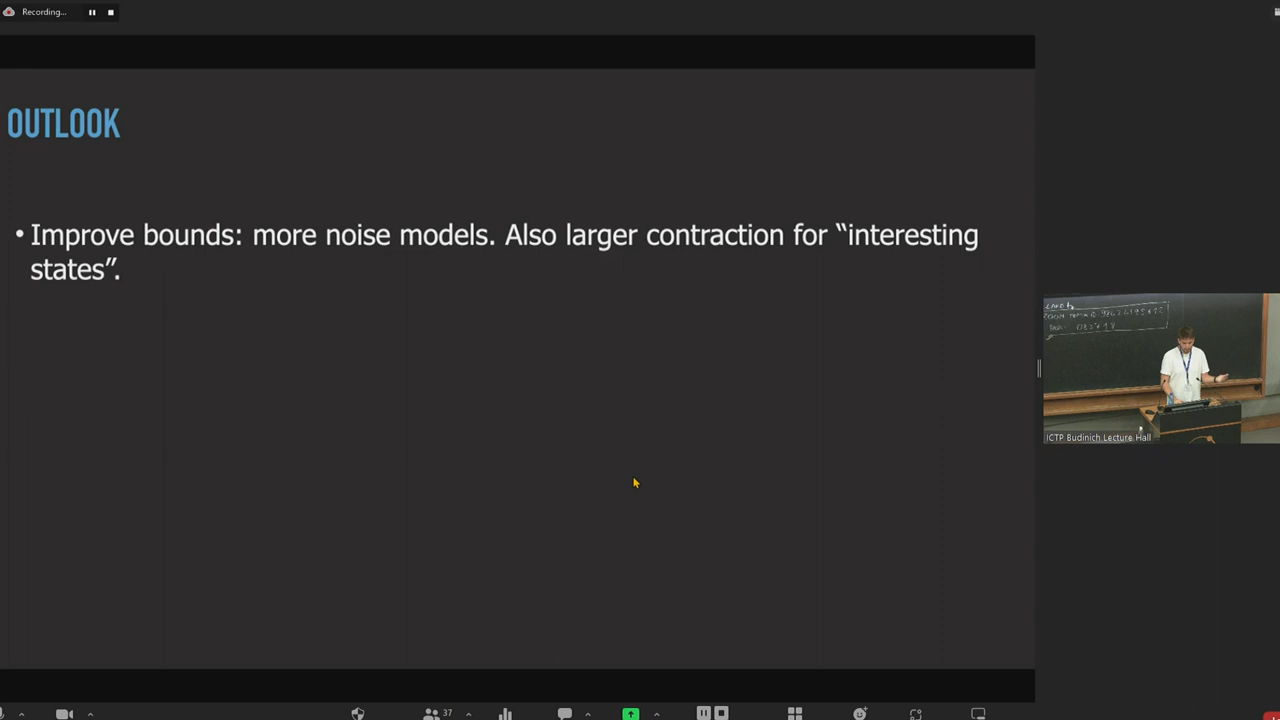 Recording...
OUTLOOK
• Improve bounds: more noise models. Also larger contraction for “interesting
states”.
ICTP Budinich Lecture Hall
37